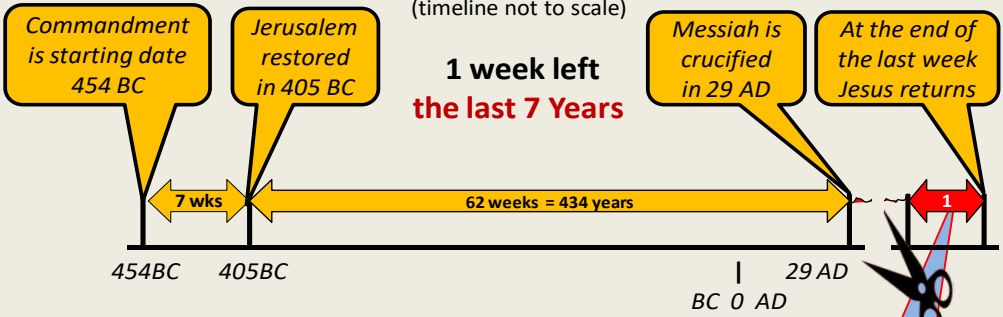 (timeline not to scale)
Commandment
is starting date
454 BC
Jerusalem
restored
in 405 BC
1 week left
the last 7 Years
Messiah is
crucified
in 29 AD
At the end of
the last week
Jesus returns
7 wks
62 weeks = 434 years
1
454BC
405BC
29 AD
BC 0 AD